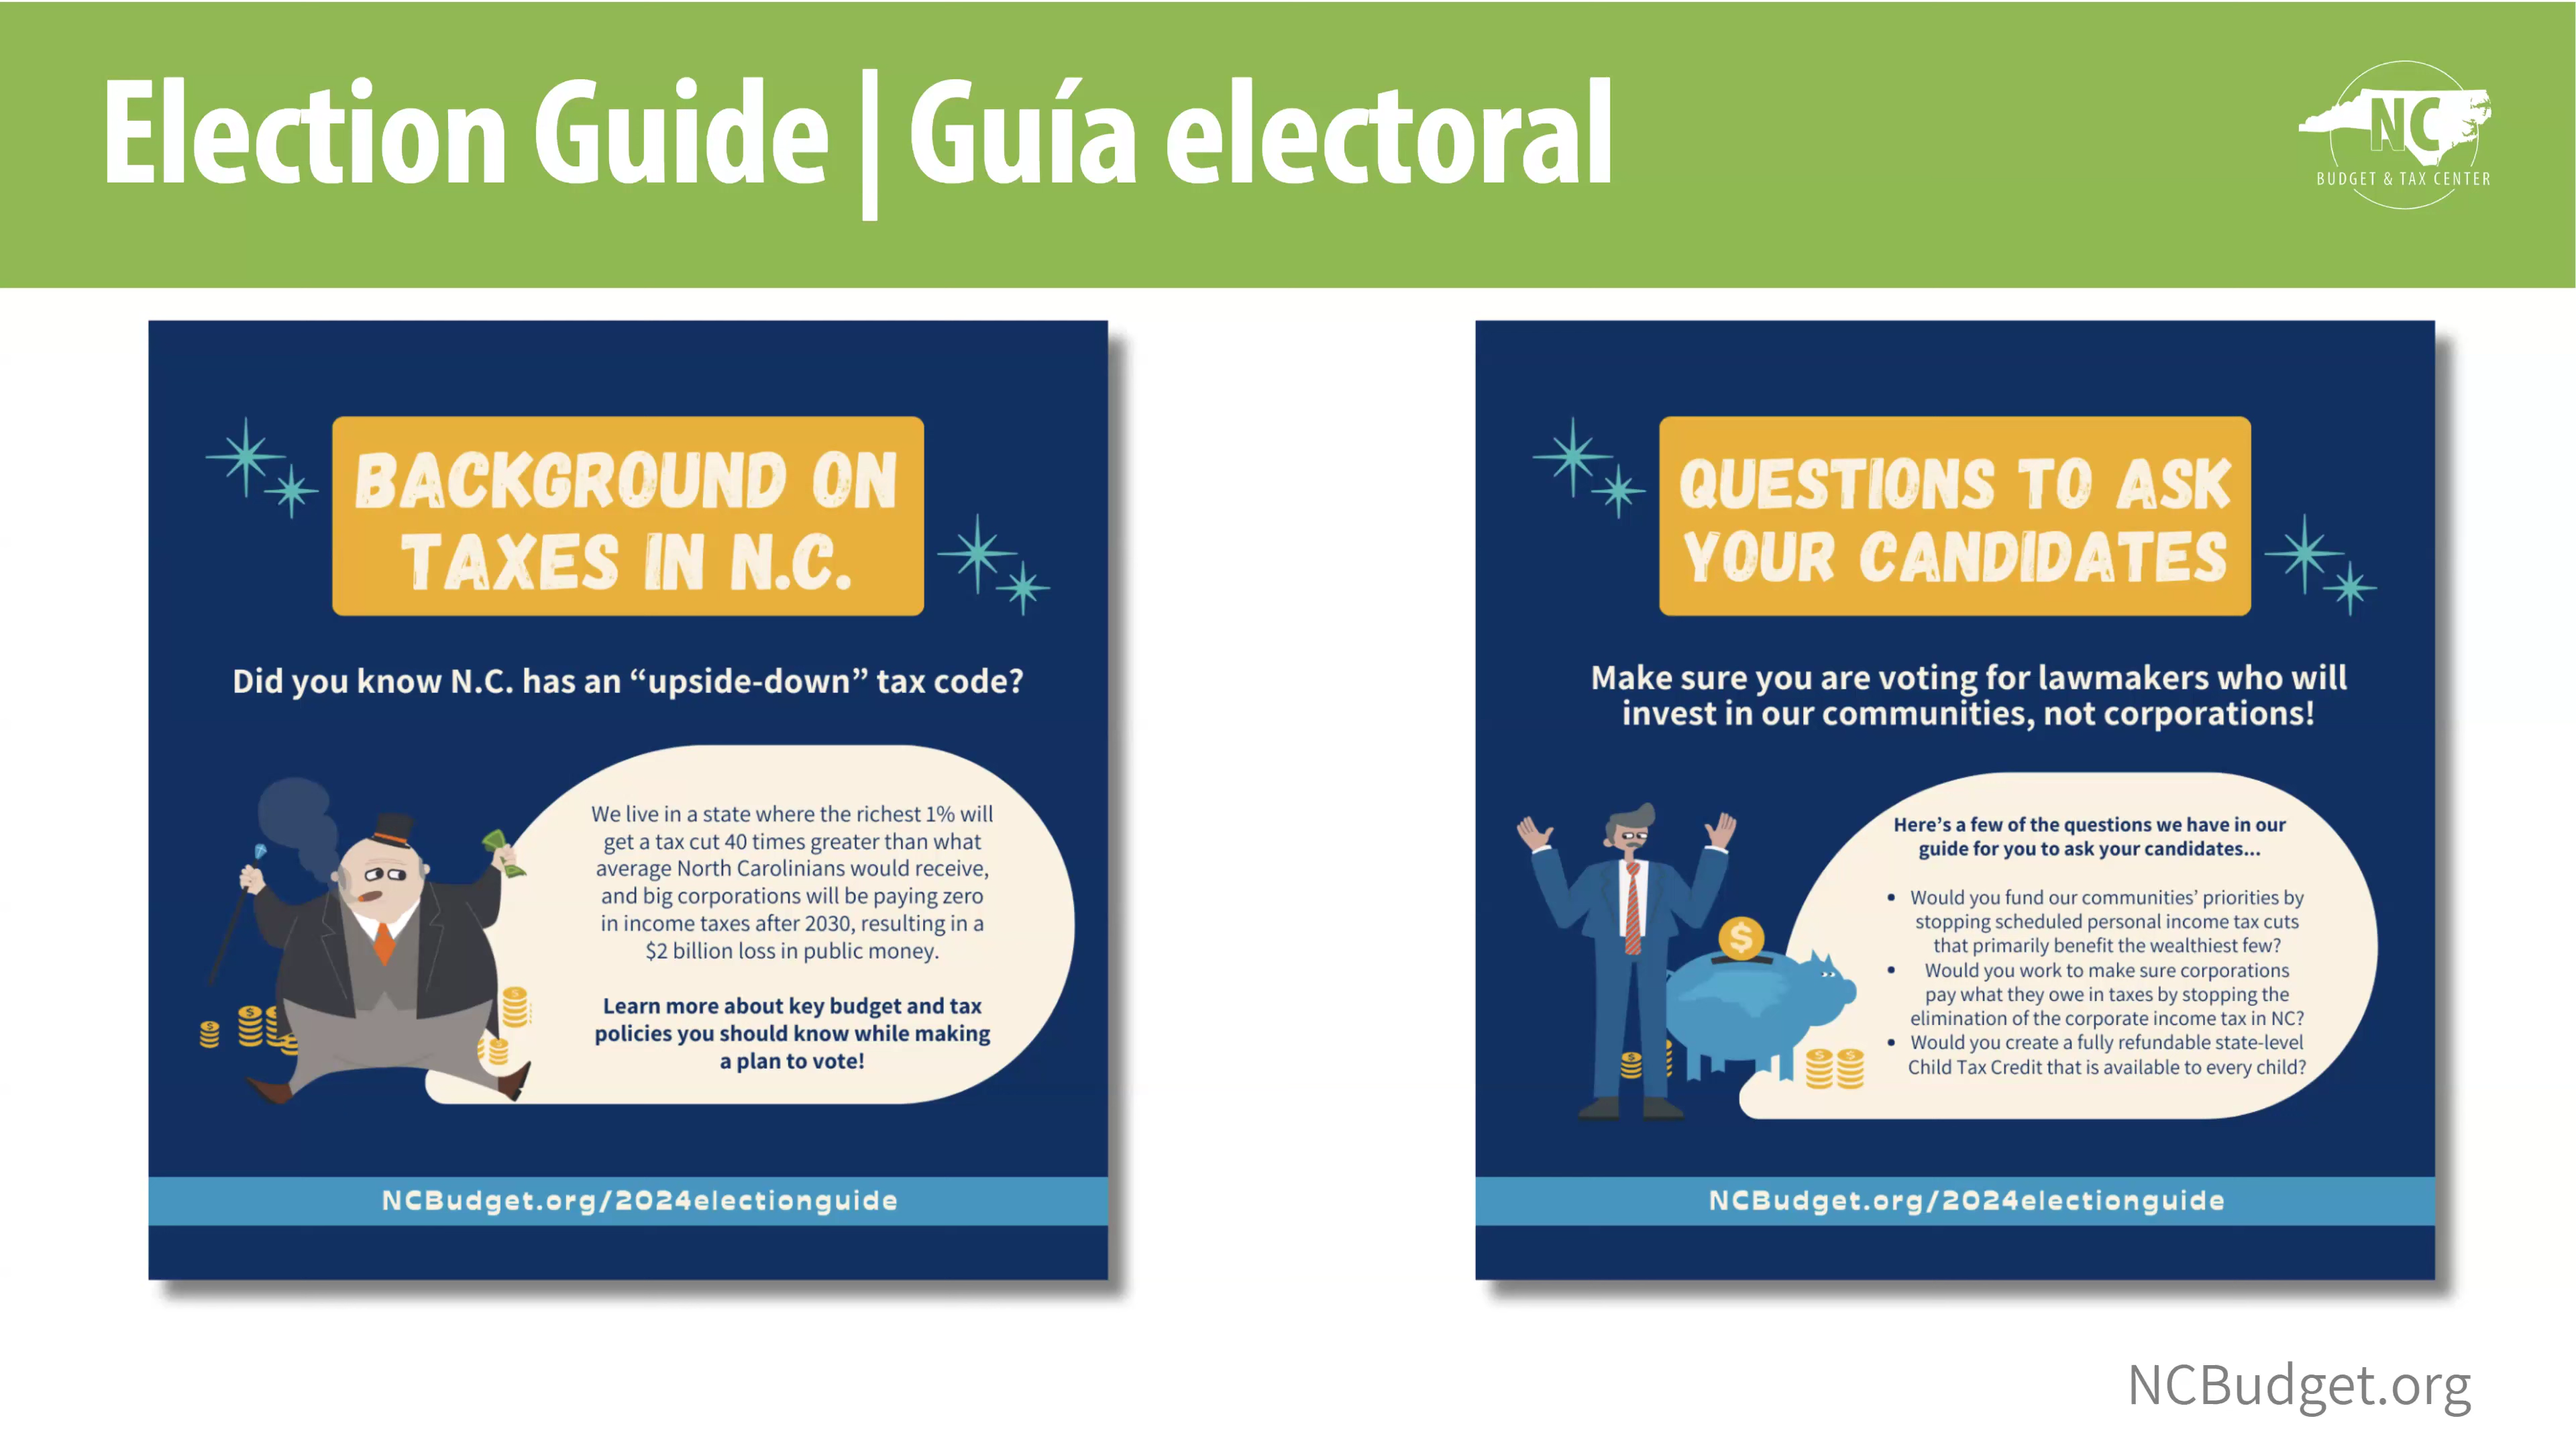 Election Guide | Guía electoral
NC
BUDGET & TAX CENTER
BACKGROUND ON
TAXES IN N.C.
Did you know N.C. has an “upside-down” tax code?
We live in a state where the richest 1% will
get a tax cut 40 times greater than what
average North Carolinians would receive,
and big corporations will be paying zero
in income taxes after 2030, resulting in a
$2 billion loss in public money.
Learn more about key budget and tax
policies you should know while making
a plan to vote!
NCBudget.org/2024electionguide
QUESTIONS TO ASK
YOUR CANDIDATES
Make sure you are voting for lawmakers who will
invest in our communities, not corporations!
Here’s a few of the questions we have in our
guide for you to ask your candidates...
• Would you fund our communities’ priorities by
stopping scheduled personal income tax cuts
that primarily benefit the wealthiest few?
• Would you work to make sure corporations
pay what they owe in taxes by stopping the
elimination of the corporate income tax in NC?
• Would you create a fully refundable state-level
Child Tax Credit that is available to every child?
NCBudget.org/2024electionguide
NCBudget.org